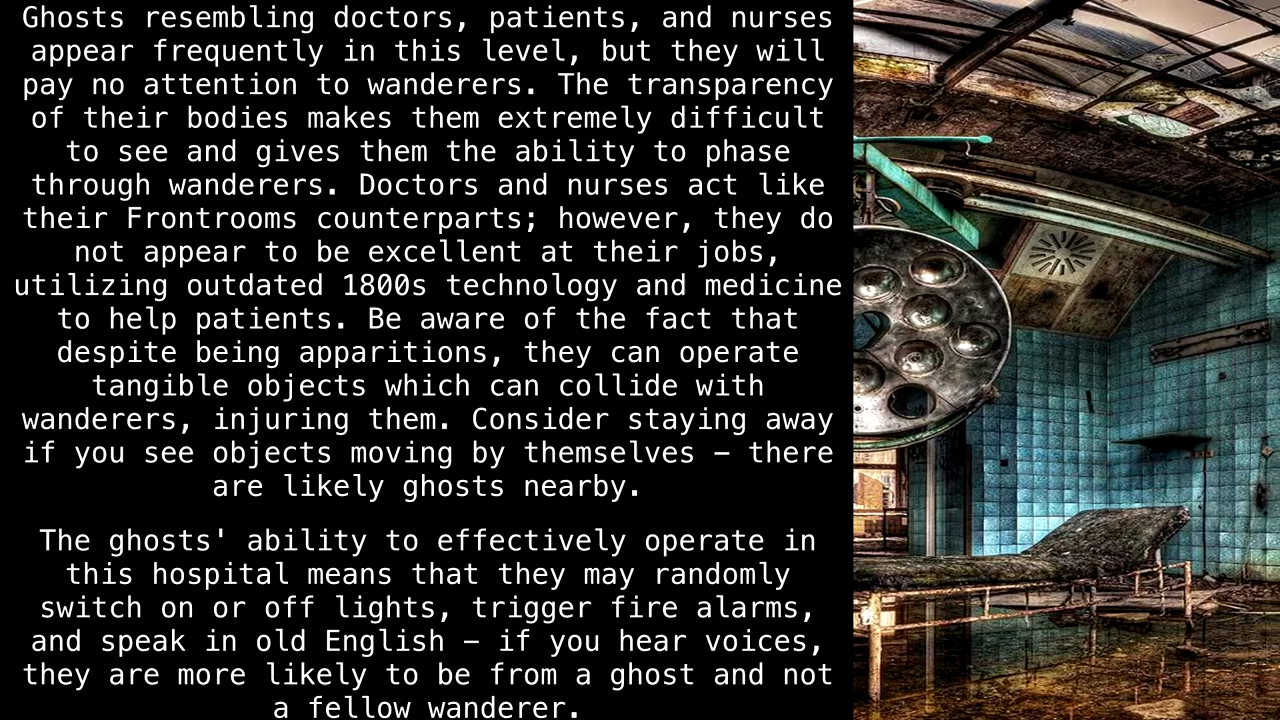 Ghosts resembling doctors, patients, and nurses
appear frequently in this level, but they will
pay no attention to wanderers. The transparency
of their bodies makes them extremely difficult
to see and gives them the ability to phase
through wanderers. Doctors and nurses act like
their Frontrooms counterparts; however, they do
not appear to be excellent at their jobs,
utilizing outdated 1800s technology and medicine
to help patients. Be aware of the fact that
despite being apparitions, they can operate
tangible objects which can collide with
wanderers, injuring them. Consider staying away
if you see objects moving by themselves – there
are likely ghosts nearby.
The ghosts' ability to effectively operate in
this hospital means that they may randomly
switch on or off lights, trigger fire alarms,
and speak in old English – if you hear voices,
they are more likely to be from a ghost and not
a fellow wanderer.